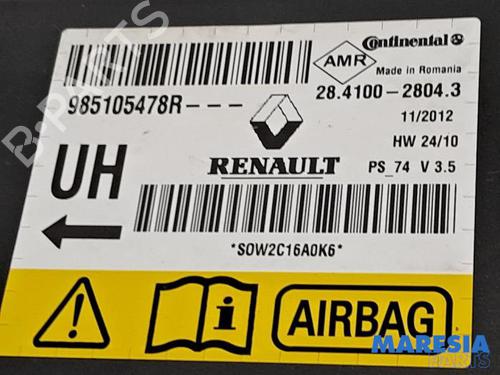 Continental
AMR
Made in Romania
985105478R---
28.4100-2804.3
11/2012
RENAULT
HW 24/10
UH
PS_74 V 3.5
*S0W2C16A0K6*
i
AIRBAG
B-PARTS
MARESIA
PARTS